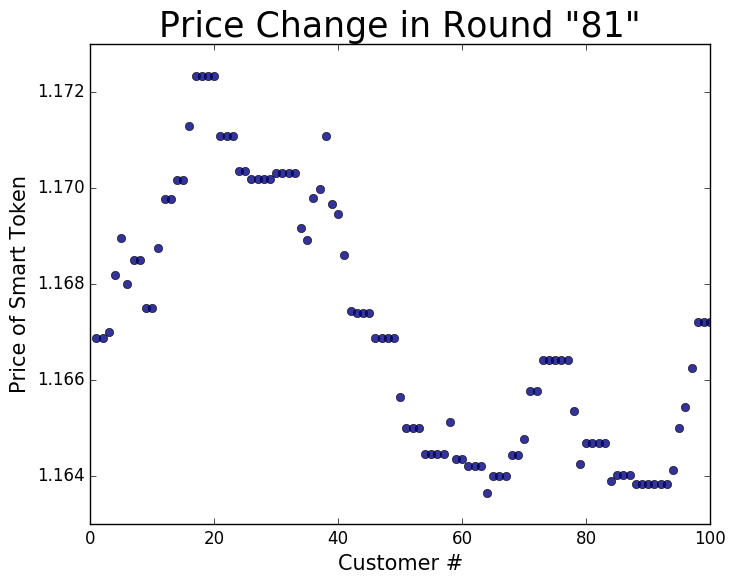 Price Change in Round "81"
Price of Smart Token
1.172
1.170
1.168
1.166
1.164
0 20 40 60 80 100
Customer #